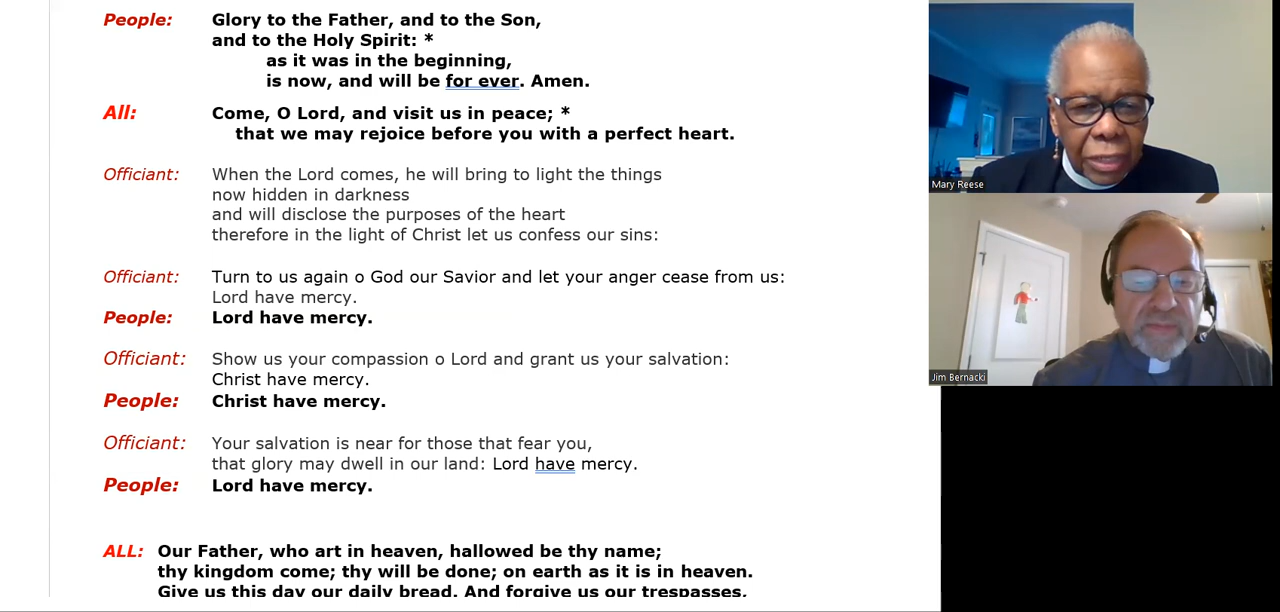 People: Glory to the Father, and to the Son,
and to the Holy Spirit: *
as it was in the beginning,
is now, and will be for ever. Amen.
All: Come, O Lord, and visit us in peace; *
that we may rejoice before you with a perfect heart.
Officiant: When the Lord comes, he will bring to light the things
now hidden in darkness
and will disclose the purposes of the heart
therefore in the light of Christ let us confess our sins:
Officiant: Turn to us again o God our Savior and let your anger cease from us:
Lord have mercy.
People: Lord have mercy.
Officiant: Show us your compassion o Lord and grant us your salvation:
Christ have mercy.
People: Christ have mercy.
Officiant: Your salvation is near for those that fear you,
that glory may dwell in our land: Lord have mercy.
People: Lord have mercy.
ALL: Our Father, who art in heaven, hallowed be thy name;
thy kingdom come; thy will be done; on earth as it is in heaven.
Give us this day our daily bread. And forgive us our trespasses,
Mary Reese
Jim Bernacki